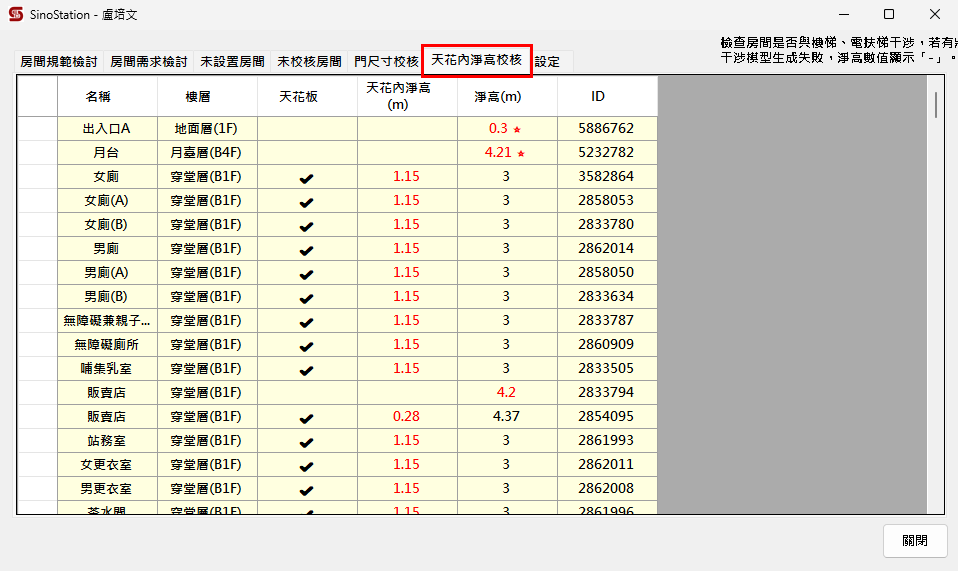 SinoStation - 盧培文
檢查房間是否與樓梯、電扶梯干涉，若有
干涉模型生成失敗，淨高數值顯示「-」。
房間規範檢討 房間需求檢討 未設置房間 未校核房間 門尺寸校核 天花內淨高校核 設定
名稱 樓層 天花板 天花內淨高(m) 淨高(m) ID
出入口A 地面層(1F) 0.3 ★ 5886762
月台 月臺層(B4F) 4.21 ★ 5232782
女廁 穿堂層(B1F) ✔ 1.15 3 3582864
女廁(A) 穿堂層(B1F) ✔ 1.15 3 2858053
女廁(B) 穿堂層(B1F) ✔ 1.15 3 2833780
男廁 穿堂層(B1F) ✔ 1.15 3 2862014
男廁(A) 穿堂層(B1F) ✔ 1.15 3 2858050
男廁(B) 穿堂層(B1F) ✔ 1.15 3 2833634
無障礙兼親子... 穿堂層(B1F) ✔ 1.15 3 2833787
無障礙廁所 穿堂層(B1F) ✔ 1.15 3 2860909
哺集乳室 穿堂層(B1F) ✔ 1.15 3 2833505
販賣店 穿堂層(B1F) 4.2 2833794
販賣店 穿堂層(B1F) ✔ 0.28 4.37 2854095
站務室 穿堂層(B1F) ✔ 1.15 3 2861993
女更衣室 穿堂層(B1F) ✔ 1.15 3 2862011
男更衣室 穿堂層(B1F) ✔ 1.15 3 2862008
茶水間 穿堂層(B1F) ✔ 1.15 3 2861996
關閉